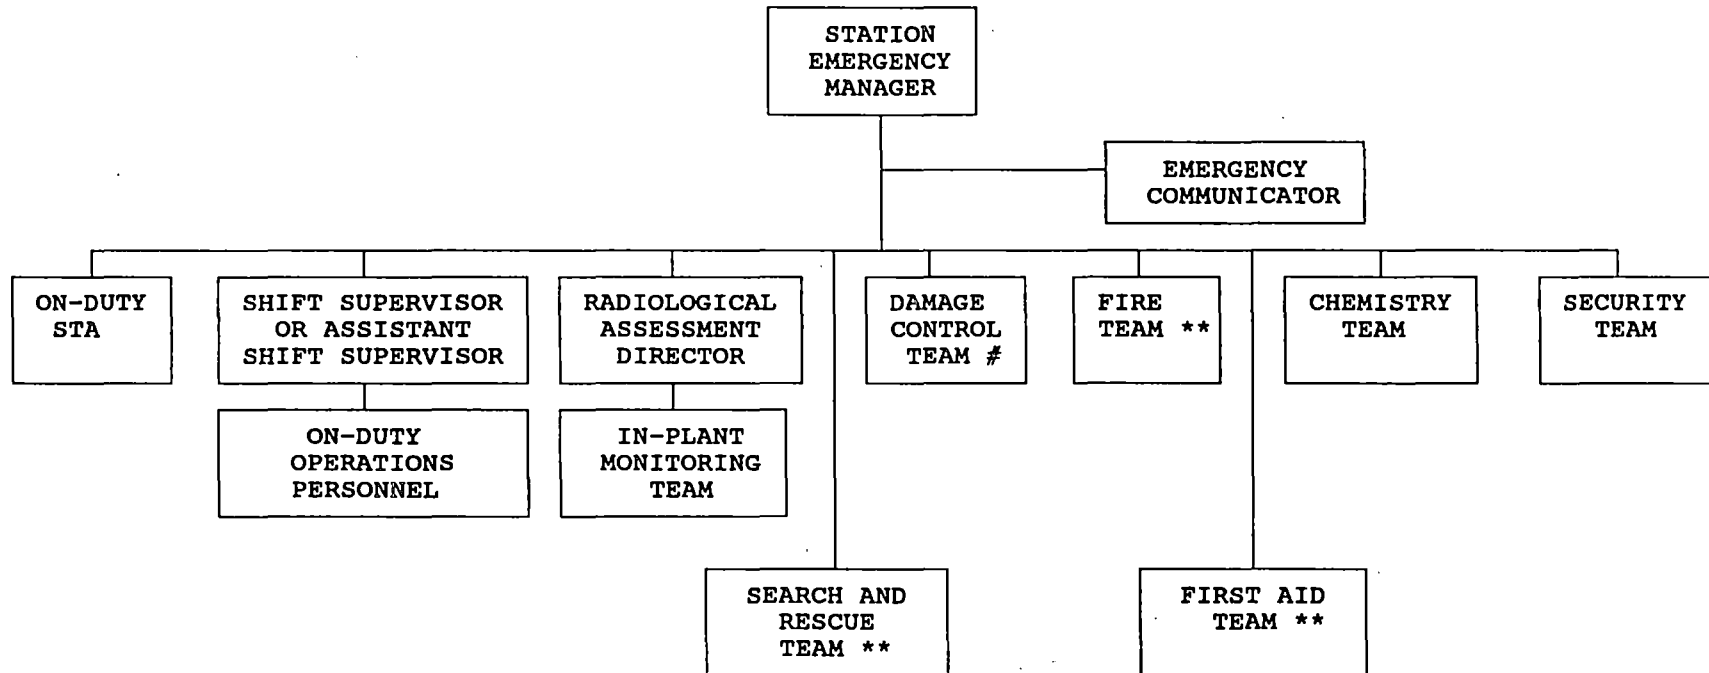 STATION
EMERGENCY
MANAGER
EMERGENCY
COMMUNICATOR
ON-DUTY
STA
SHIFT SUPERVISOR
OR ASSISTANT
SHIFT SUPERVISOR
RADIOLOGICAL
ASSESSMENT
DIRECTOR
DAMAGE
CONTROL
TEAM #
FIRE
TEAM **
CHEMISTRY
TEAM
SECURITY
TEAM
ON-DUTY
OPERATIONS
PERSONNEL
IN-PLANT
MONITORING
TEAM
SEARCH AND
RESCUE
TEAM **
FIRST AID
TEAM **